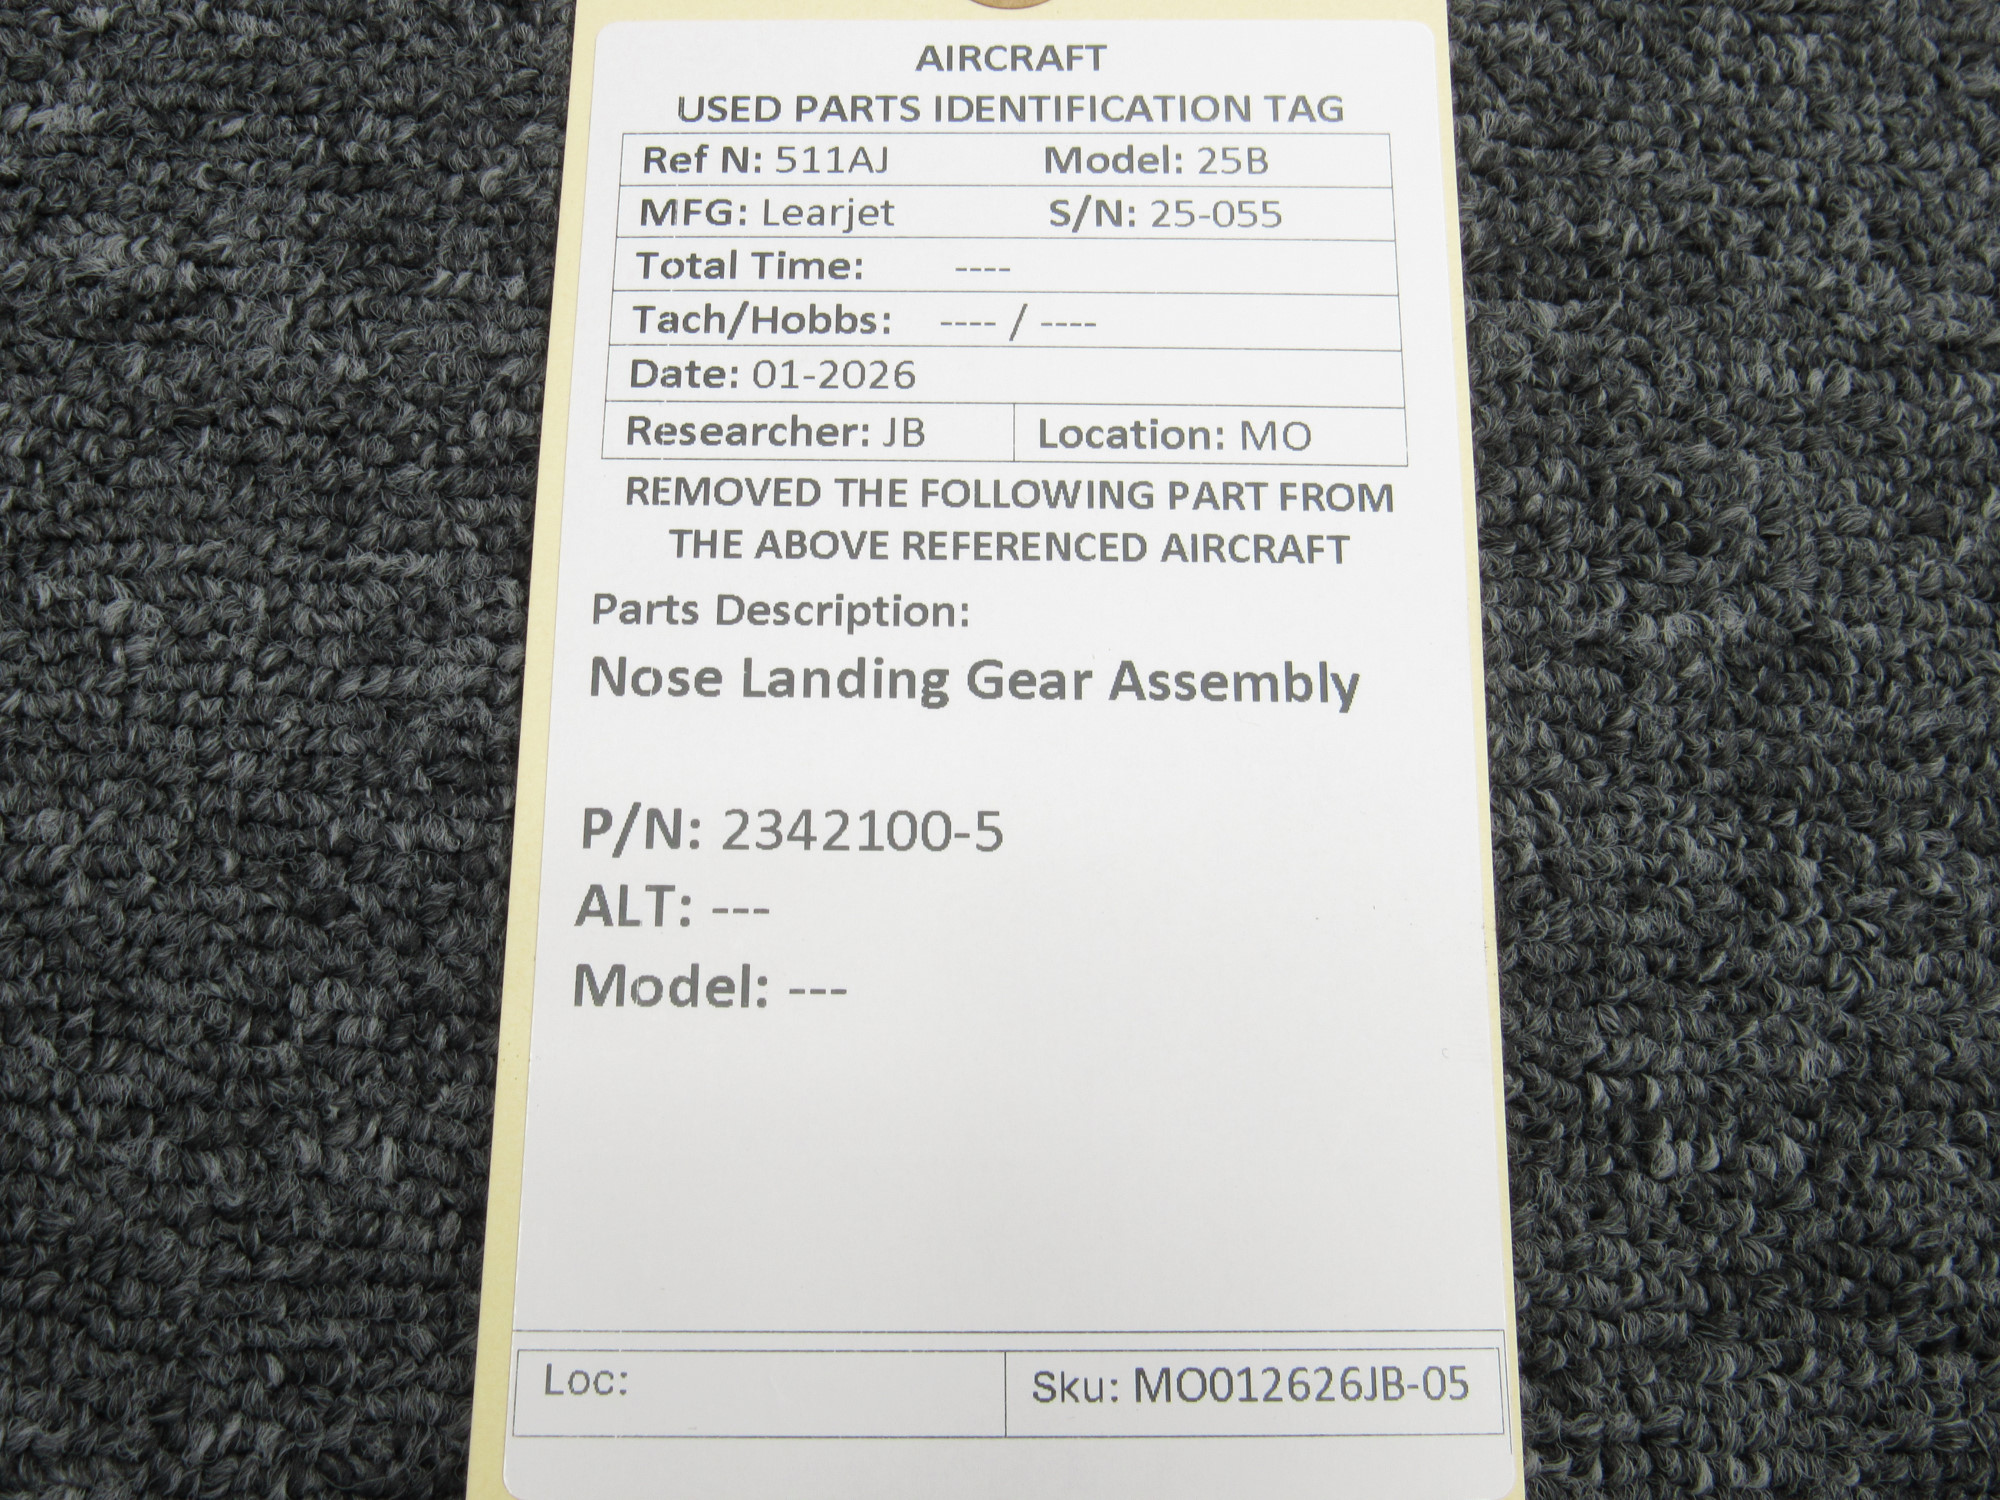 AIRCRAFT
USED PARTS IDENTIFICATION TAG
Ref N: 511AJ Model: 25B
MFG: Learjet S/N: 25-055
Total Time: ----
Tach/Hobbs: ---- / ----
Date: 01-2026
Researcher: JB Location: MO
REMOVED THE FOLLOWING PART FROM
THE ABOVE REFERENCED AIRCRAFT
Parts Description:
Nose Landing Gear Assembly
P/N: 2342100-5
ALT: ---
Model: ---
Loc: Sku: MO012626JB-05